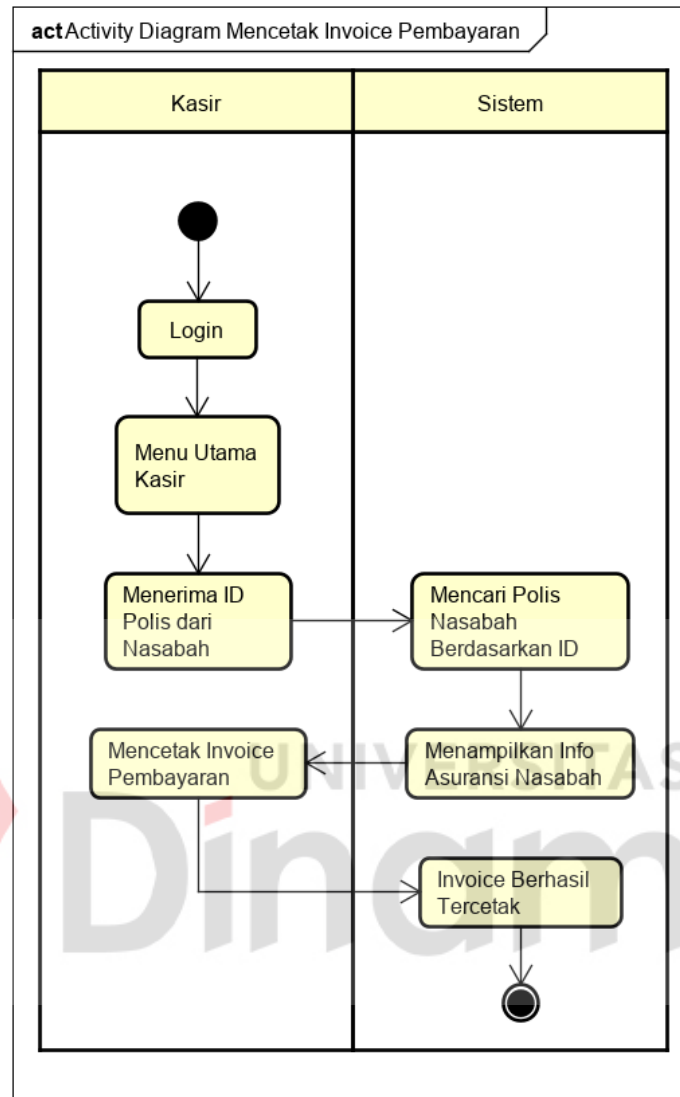 act Activity Diagram Mencetak Invoice Pembayaran
Kasir
Sistem
Login
Menu Utama
Kasir
Menerima ID
Polis dari
Nasabah
Mencari Polis
Nasabah
Berdasarkan ID
Mencetak Invoice
Pembayaran
Menampilkan Info
Asuransi Nasabah
Invoice Berhasil
Tercetak
UNIVERSITAS
Dinam